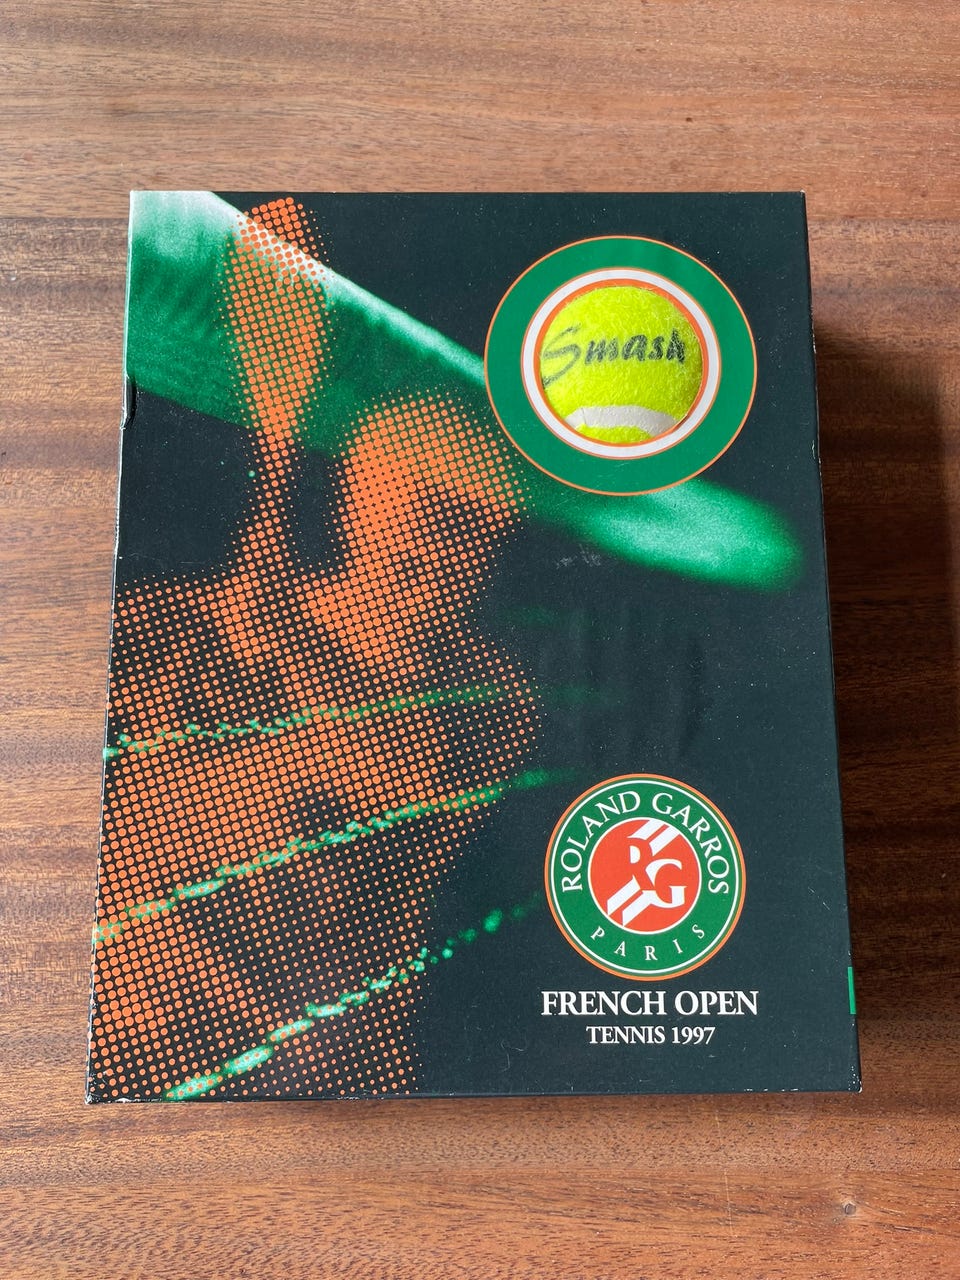 Smash
ROLAND GARROS
RG
PARIS
FRENCH OPEN
TENNIS 1997